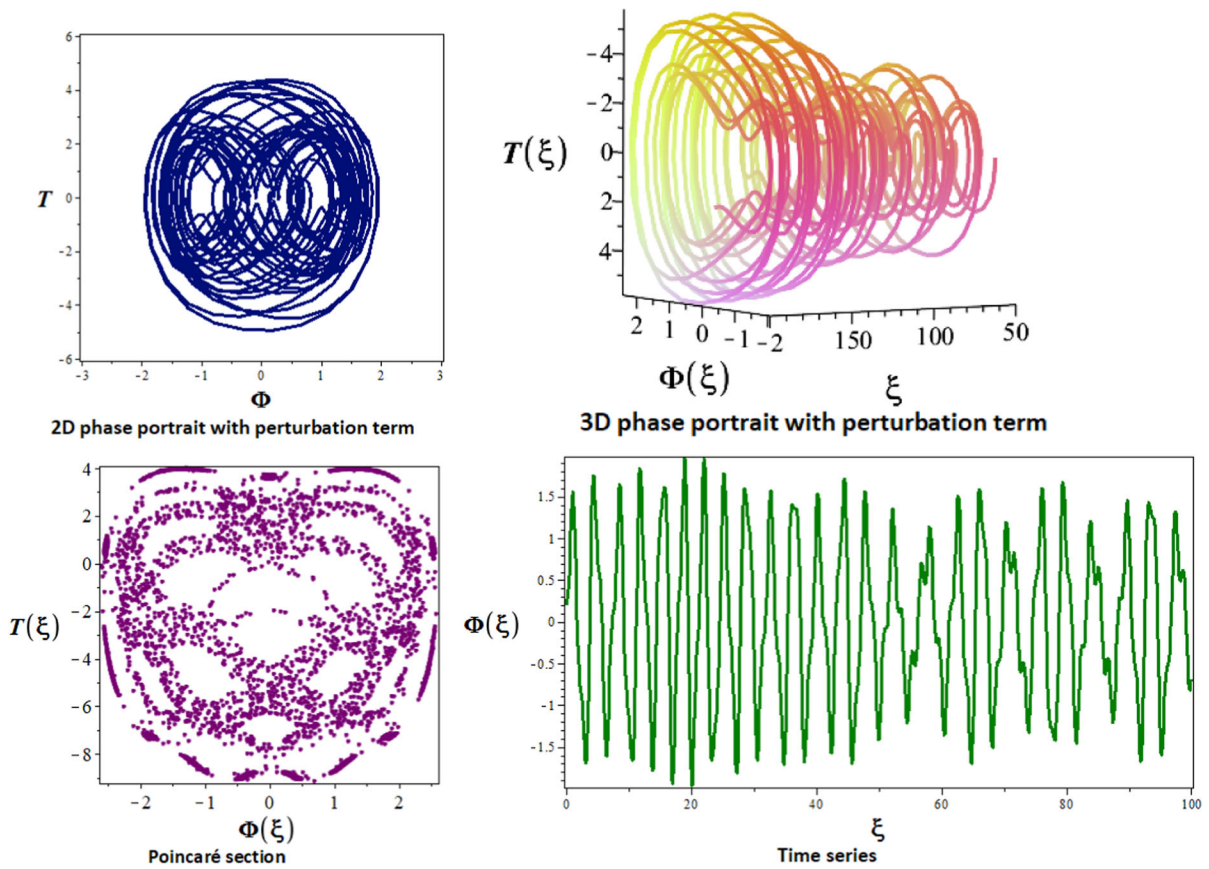 6
4
2
T 0
-2
-4
-6
-3 -2 -1 0 1 2 3
Φ
2D phase portrait with perturbation term
-4
-2
T(ξ) 0
2
4
2 1 0 -1 -2 150 100 50
Φ(ξ) ξ
3D phase portrait with perturbation term
4
2
0
-2
T(ξ)
-4
-6
-8
-2 -1 0 1 2
Φ(ξ)
Poincaré section
1.5
1
0.5
Φ(ξ) 0
-0.5
-1
-1.5
0 20 40 60 80 100
ξ
Time series